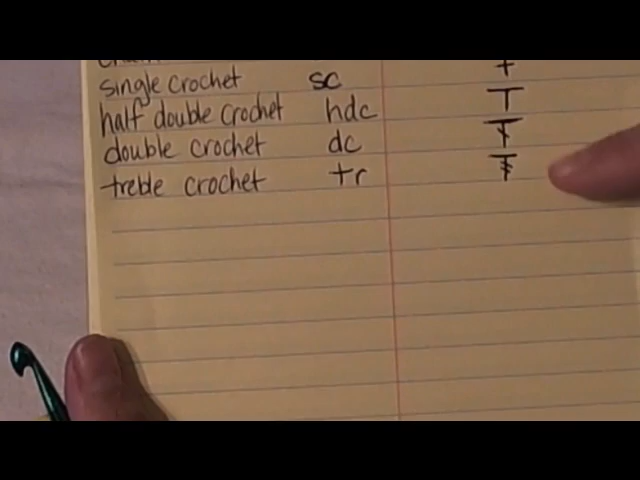 single crochet sc +
half double crochet hdc T
double crochet dc
treble crochet tr